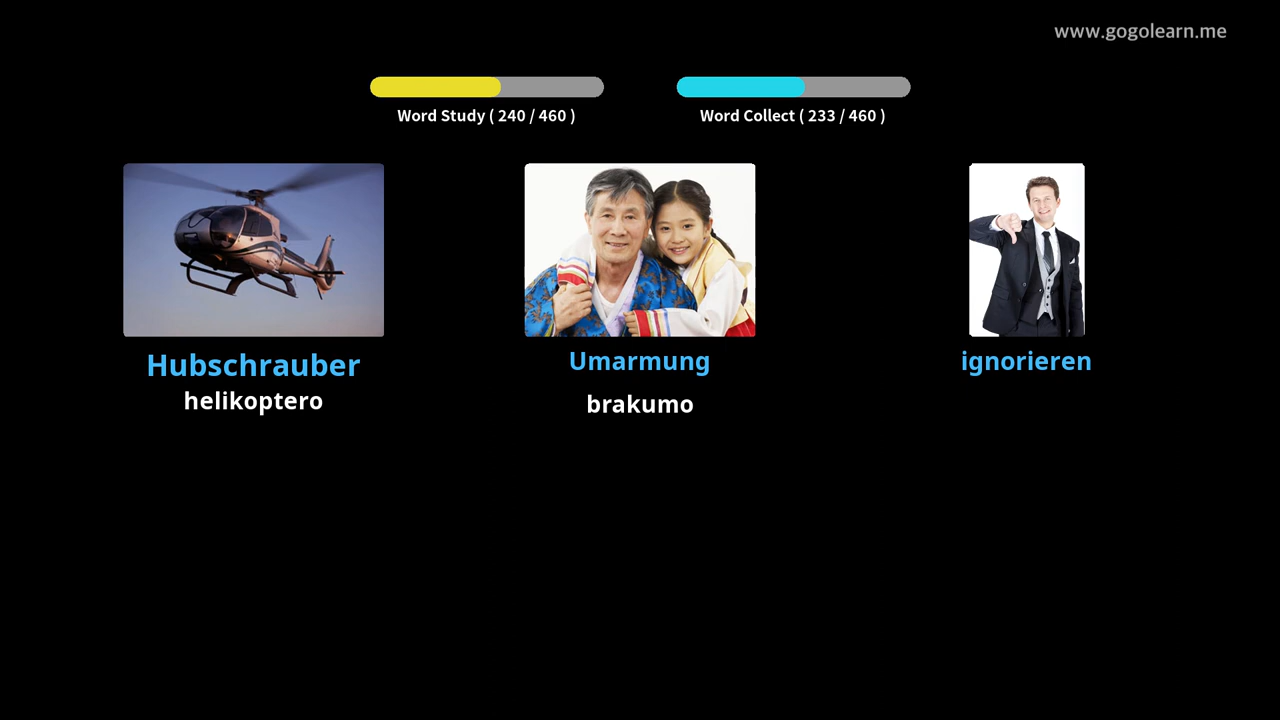 www.gogolearn.me
Word Study ( 240 / 460 )
Word Collect ( 233 / 460 )
Hubschrauber
helikoptero
Umarmung
brakumo
ignorieren